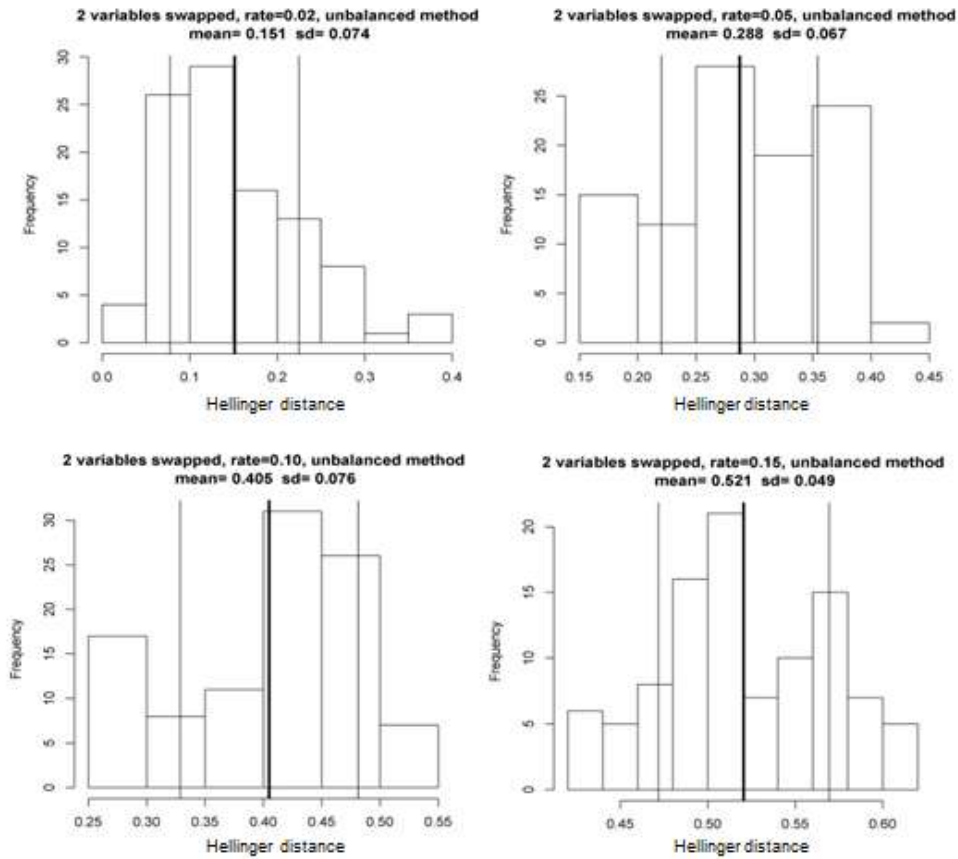 2 variables swapped, rate=0.02, unbalanced method
mean= 0.151 sd= 0.074
Frequency
0 5 10 15 20 25 30
0.0 0.1 0.2 0.3 0.4
Hellinger distance
2 variables swapped, rate=0.05, unbalanced method
mean= 0.288 sd= 0.067
Frequency
0 5 10 15 20 25
0.15 0.20 0.25 0.30 0.35 0.40 0.45
Hellinger distance
2 variables swapped, rate=0.10, unbalanced method
mean= 0.405 sd= 0.076
Frequency
0 5 10 15 20 25 30
0.25 0.30 0.35 0.40 0.45 0.50 0.55
Hellinger distance
2 variables swapped, rate=0.15, unbalanced method
mean= 0.521 sd= 0.049
Frequency
0 5 10 15 20
0.45 0.50 0.55 0.60
Hellinger distance